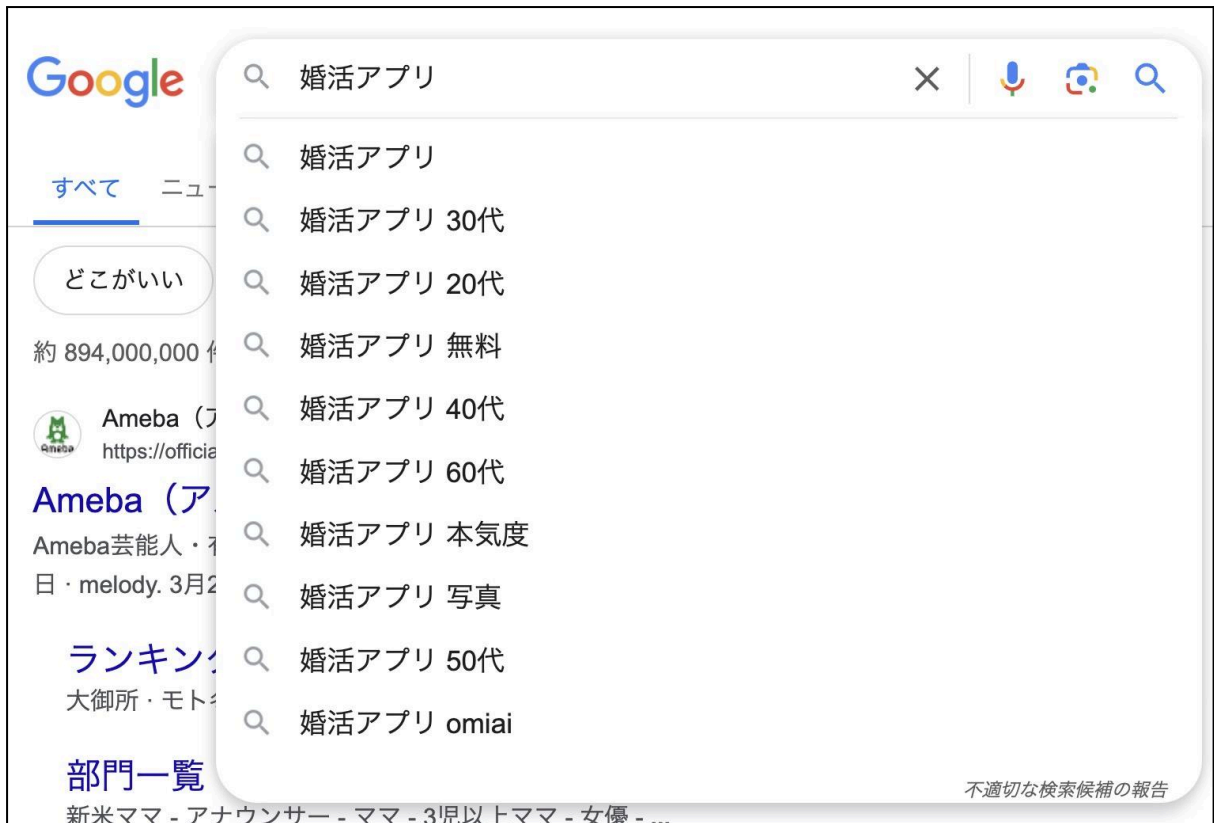 Google
婚活アプリ
婚活アプリ
婚活アプリ 30代
婚活アプリ 20代
婚活アプリ 無料
婚活アプリ 40代
婚活アプリ 60代
婚活アプリ 本気度
婚活アプリ 写真
婚活アプリ 50代
婚活アプリ omiai
不適切な検索候補の報告
すべて ニュー
どこがいい
約 894,000,000
Ameba
Ameba（ア
https://officia
Ameba（ア
Ameba芸能人・
日 · melody. 3月2
ランキン
大御所 · モト
部門一覧
新米ママ - アナウンサー - ママ - 3児以上ママ - 女優 - ...